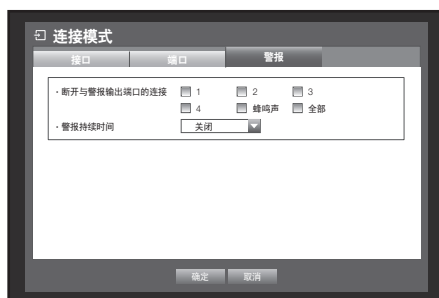 连接模式
接口 端口 警报
· 断开与警报输出端口的连接 1 2 3
4 蜂鸣声 全部
· 警报持续时间 关闭
确定 取消